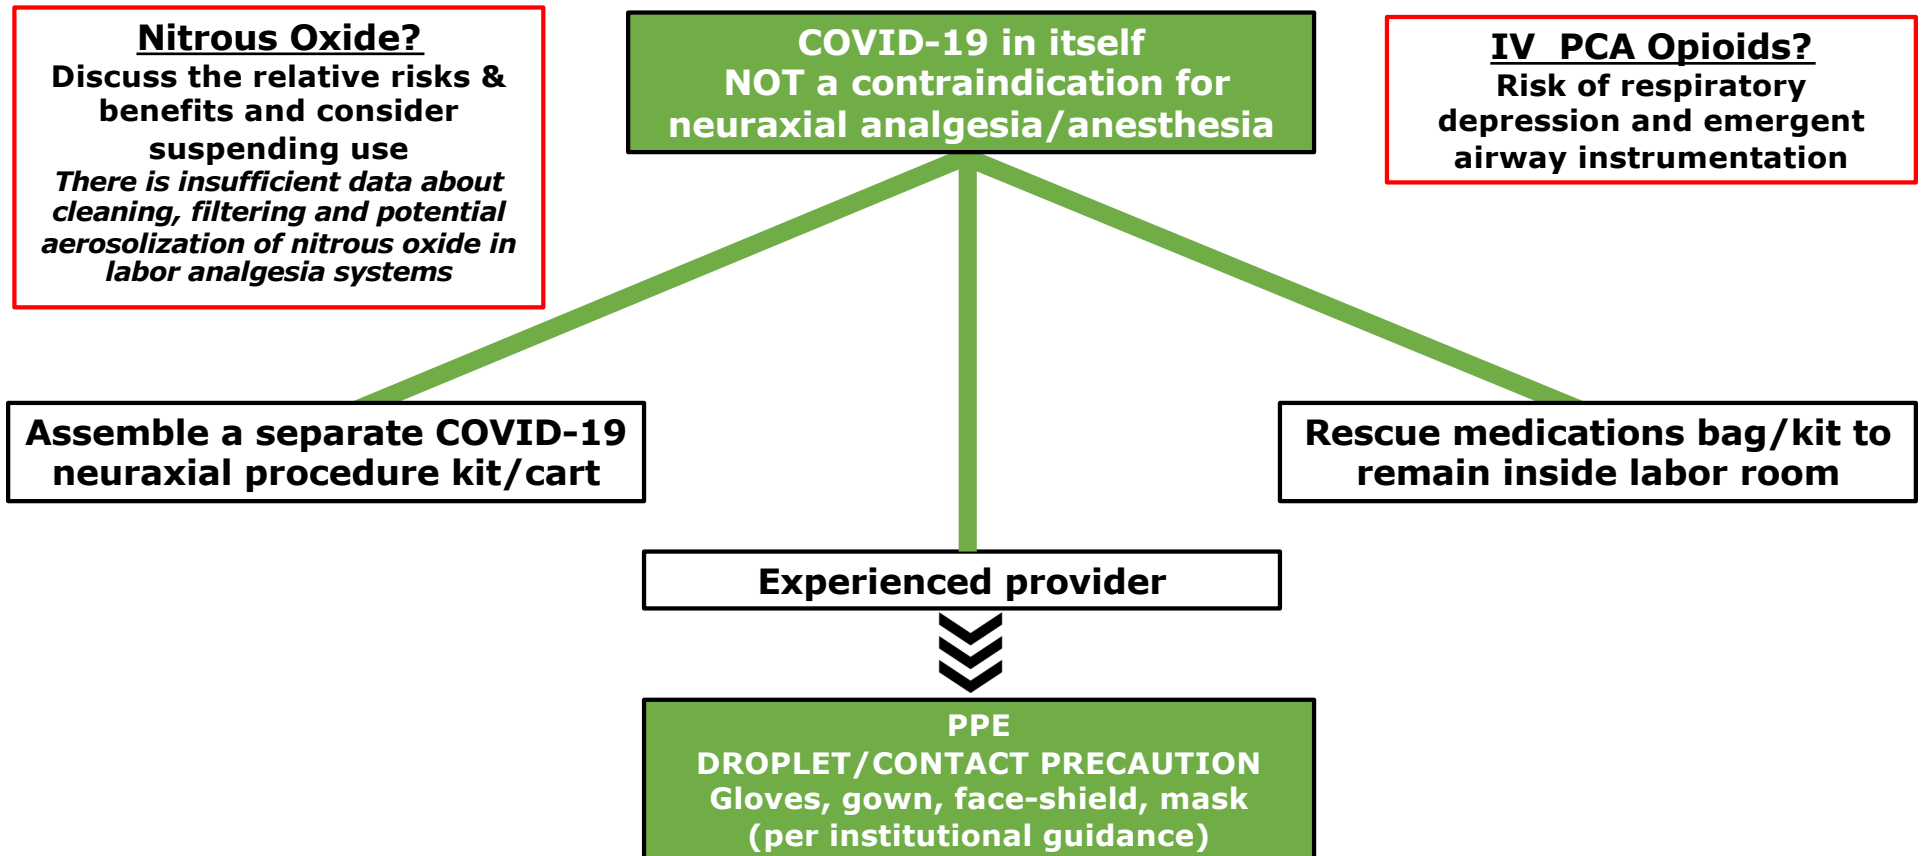 Nitrous Oxide?
Discuss the relative risks &
benefits and consider
suspending use
There is insufficient data about
cleaning, filtering and potential
aerosolization of nitrous oxide in
labor analgesia systems
COVID-19 in itself
NOT a contraindication for
neuraxial analgesia/anesthesia
IV PCA Opioids?
Risk of respiratory
depression and emergent
airway instrumentation
Assemble a separate COVID-19
neuraxial procedure kit/cart
Rescue medications bag/kit to
remain inside labor room
Experienced provider
PPE
DROPLET/CONTACT PRECAUTION
Gloves, gown, face-shield, mask
(per institutional guidance)